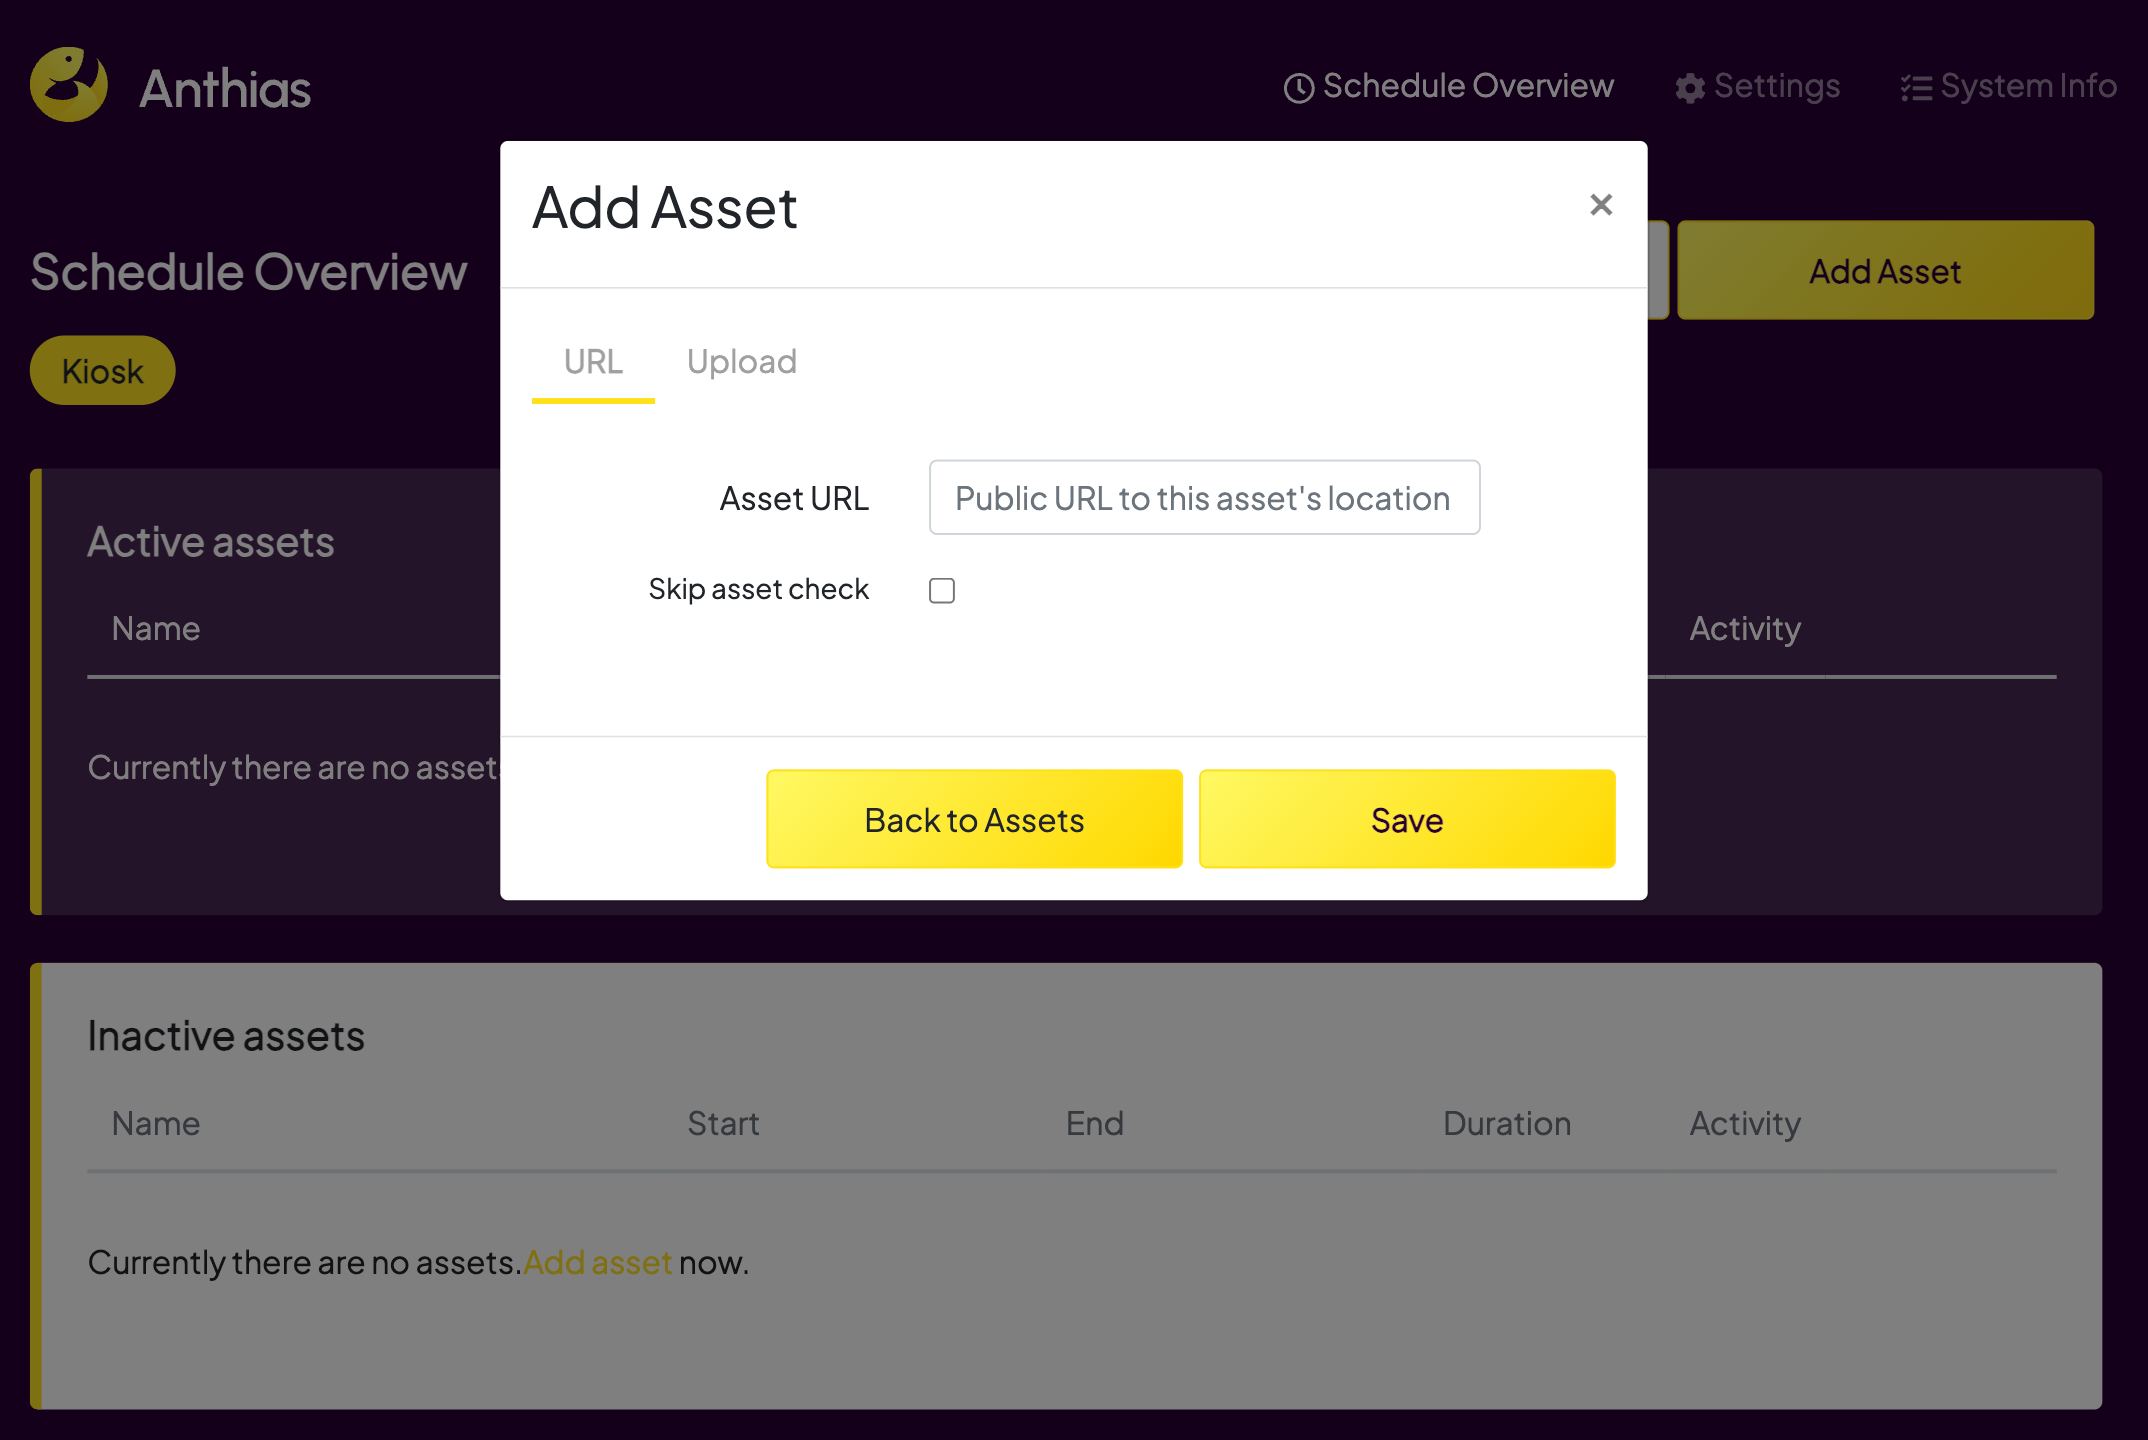 Anthias
Schedule Overview
Settings
System Info
Schedule Overview
Add Asset
Kiosk
Add Asset
×
URL
Upload
Asset URL
Public URL to this asset's location
Skip asset check
Back to Assets
Save
Active assets
Name
Activity
Currently there are no asset
Inactive assets
Name
Start
End
Duration
Activity
Currently there are no assets.Add asset now.